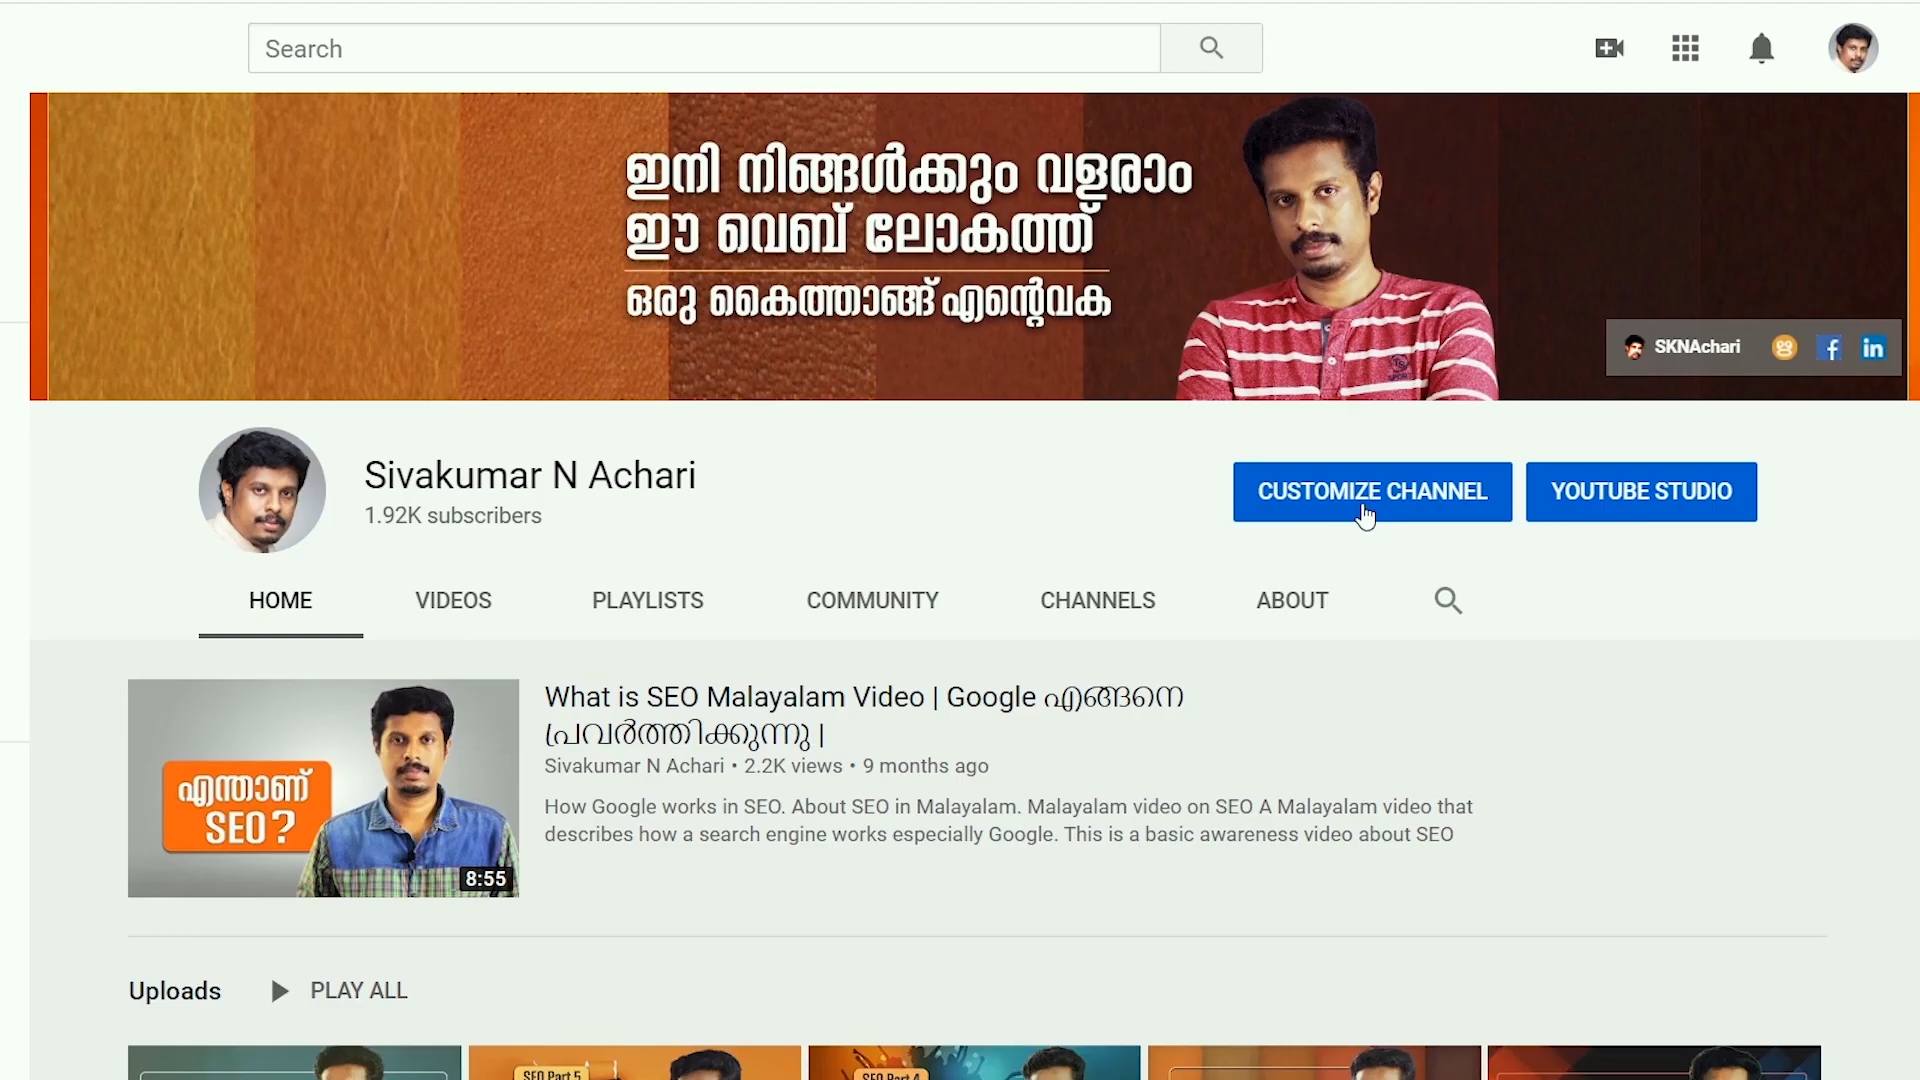 Search
ഇനി നിങ്ങൾക്കും വളരാം
ഈ വെബ് ലോകത്ത്
ഒരു കൈത്താങ്ങ് എന്റെവക
SKNAchari
Sivakumar N Achari
1.92K subscribers
CUSTOMIZE CHANNEL
YOUTUBE STUDIO
HOME VIDEOS PLAYLISTS COMMUNITY CHANNELS ABOUT
എന്താണ്
SEO?
8:55
What is SEO Malayalam Video | Google എങ്ങനെ
പ്രവർത്തിക്കുന്നു |
Sivakumar N Achari • 2.2K views • 9 months ago
How Google works in SEO. About SEO in Malayalam. Malayalam video on SEO A Malayalam video that
describes how a search engine works especially Google. This is a basic awareness video about SEO
Uploads PLAY ALL
SEO Part 5
SEO Part 4